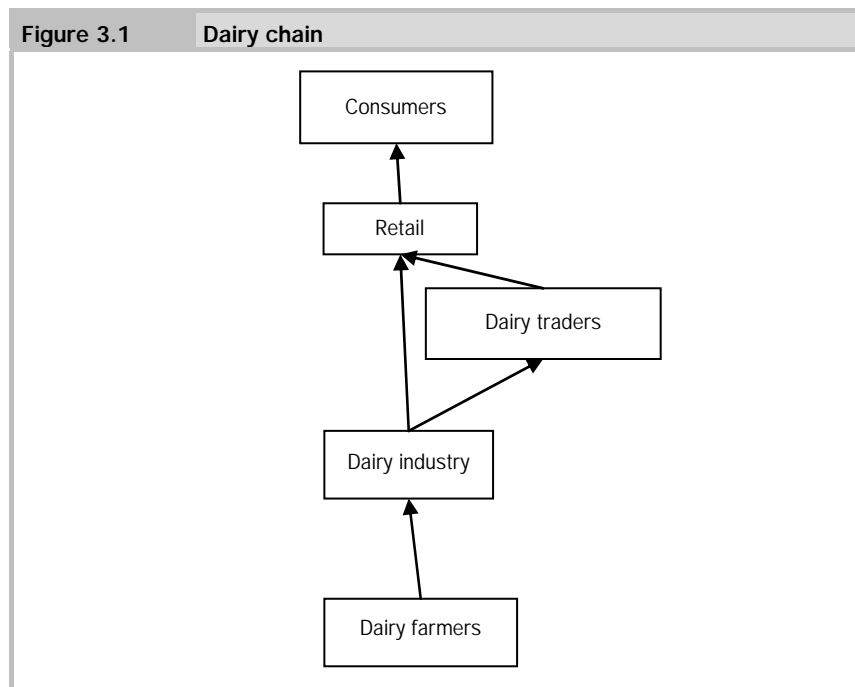 Figure 3.1 Dairy chain
Consumers
Retail
Dairy traders
Dairy industry
Dairy farmers